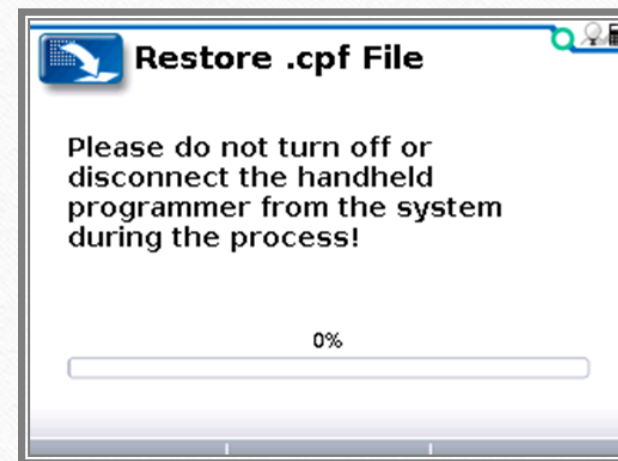 Restore .cpf File
Please do not turn off or
disconnect the handheld
programmer from the system
during the process!
0%